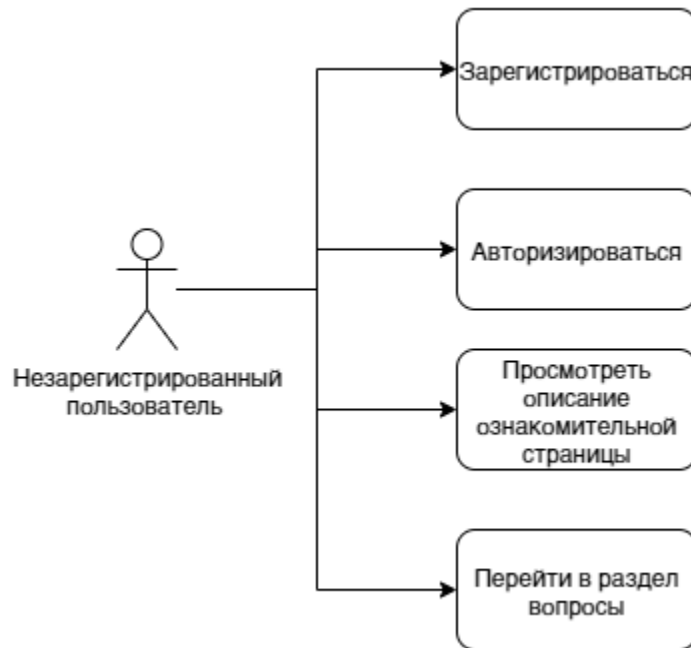 Зарегистрироваться
Авторизироваться
Незарегистрированный
пользователь
Просмотреть
описание
ознакомительной
страницы
Перейти в раздел
вопросы